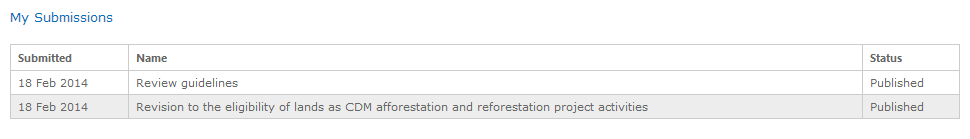 My Submissions
Submitted Name Status
18 Feb 2014 Review guidelines Published
18 Feb 2014 Revision to the eligibility of lands as CDM afforestation and reforestation project activities Published